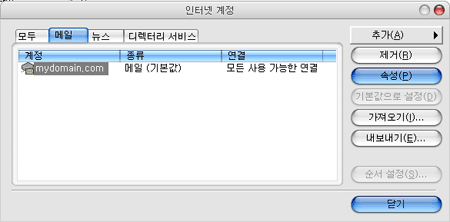 인터넷 계정
모두 메일 뉴스 디렉터리 서비스
계정 종류 연결
mydomain.com 메일 (기본값) 모든 사용 가능한 연결
추가(A)
제거(R)
속성(P)
기본값으로 설정(D)
가져오기(I)...
내보내기(E)...
순서 설정(S)...
닫기